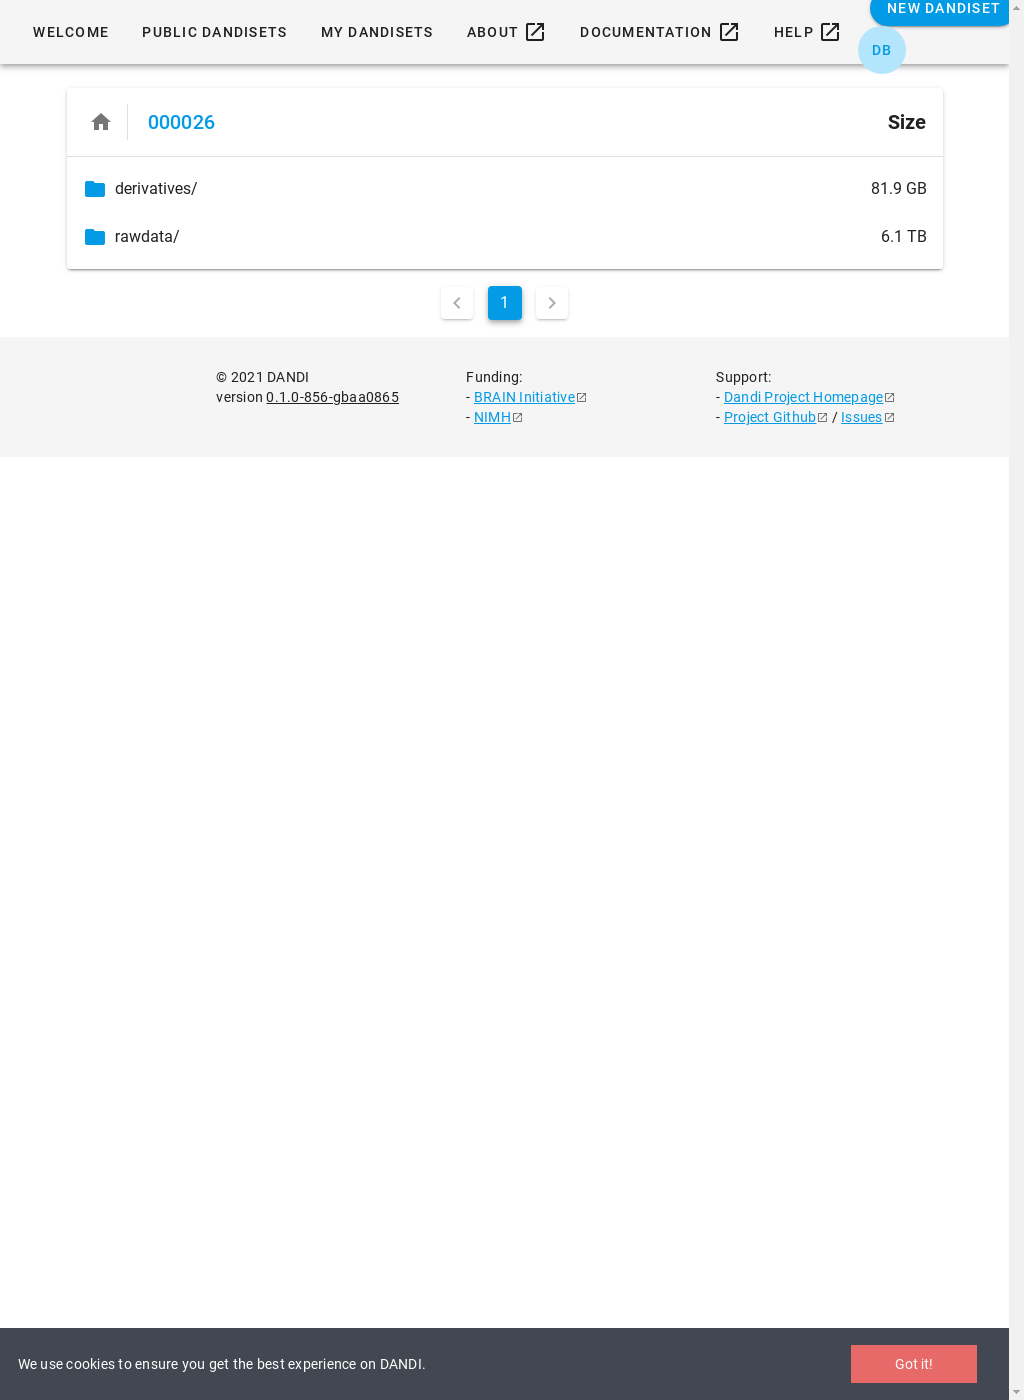 NEW DANDISET
WELCOME PUBLIC DANDISETS MY DANDISETS ABOUT DOCUMENTATION HELP
DB
000026 Size
derivatives/ 81.9 GB
rawdata/ 6.1 TB
1
© 2021 DANDI
version 0.1.0-856-gbaa0865
Funding:
- BRAIN Initiative
- NIMH
Support:
- Dandi Project Homepage
- Project Github / Issues
We use cookies to ensure you get the best experience on DANDI. Got it!